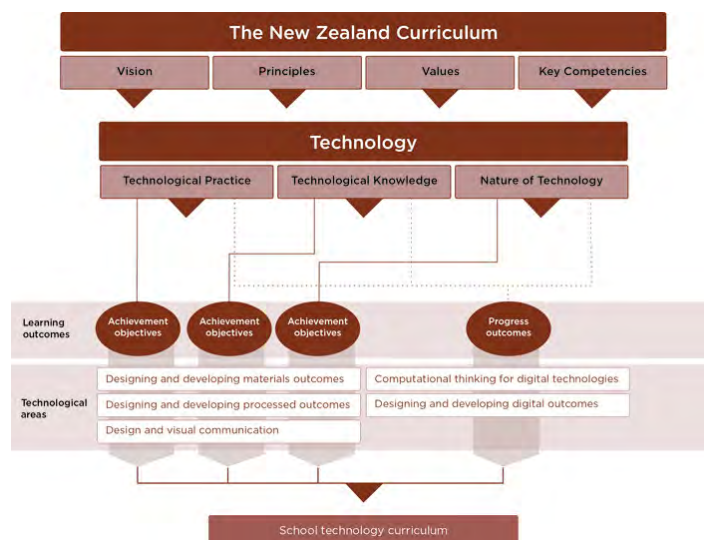 The New Zealand Curriculum
Vision
Principles
Values
Key Competencies
Technology
Technological Practice
Technological Knowledge
Nature of Technology
Learning
outcomes
Achievement
objectives
Achievement
objectives
Achievement
objectives
Progress
outcomes
Technological
areas
Designing and developing materials outcomes
Designing and developing processed outcomes
Design and visual communication
Computational thinking for digital technologies
Designing and developing digital outcomes
School technology curriculum